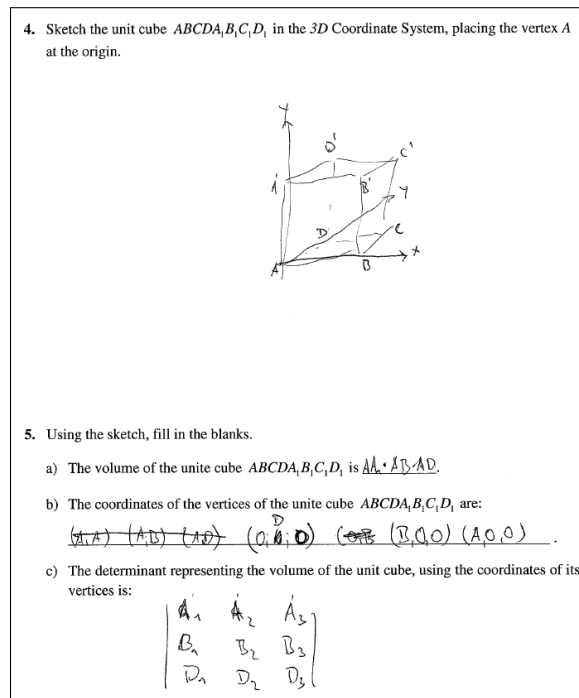 4. Sketch the unit cube ABCDA₁B₁C₁D₁ in the 3D Coordinate System, placing the vertex A
at the origin.
Z
D'
C'
A'
B'
Y
D
C
A
B
X
5. Using the sketch, fill in the blanks.
a) The volume of the unite cube ABCDA₁B₁C₁D₁ is AA₁·AB·AD.
b) The coordinates of the vertices of the unite cube ABCDA₁B₁C₁D₁ are:
D
(A,A) (A,B) (A,D) (0; ; 0) (B,0,0) (A,0,0).
c) The determinant representing the volume of the unit cube, using the coordinates of its
vertices is:
A₁ A₂ A₃
B₁ B₂ B₃
D₁ D₂ D₃